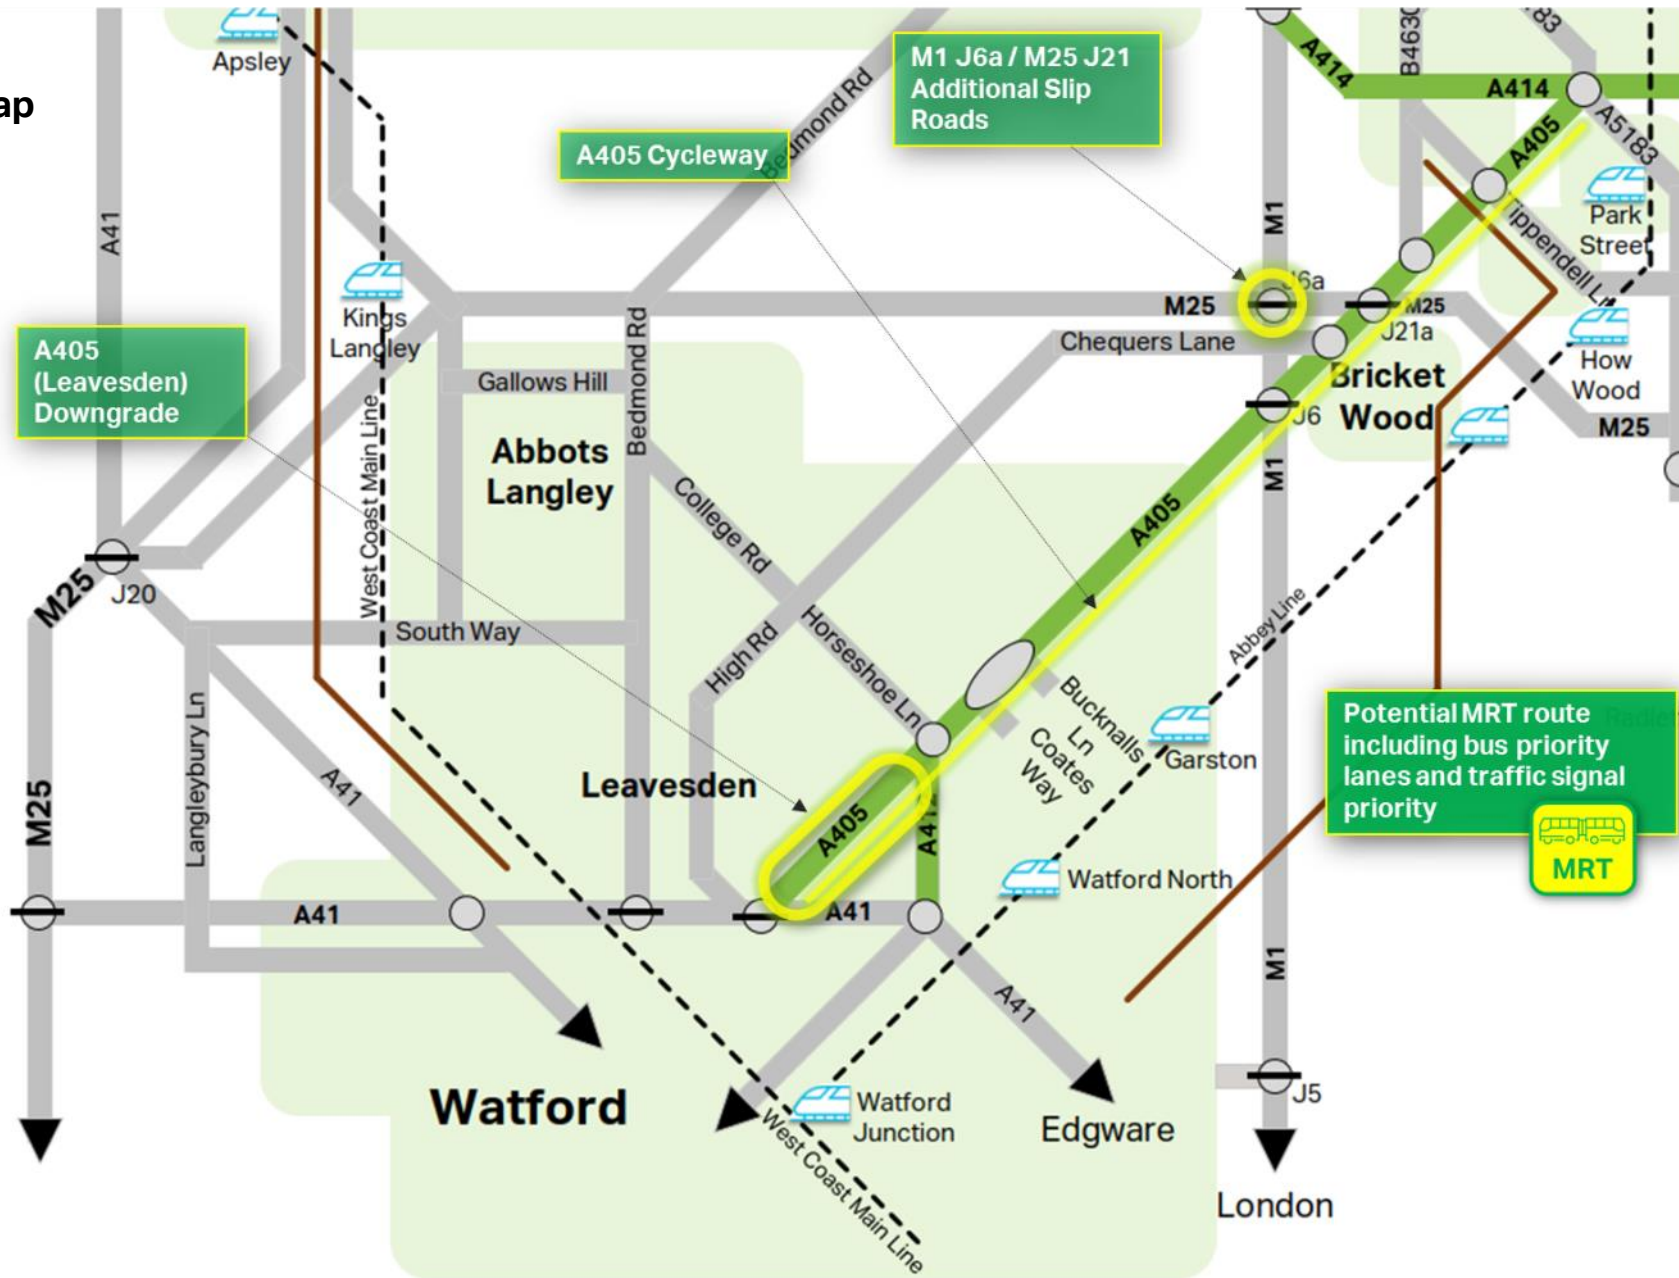 ap
Apsley
A41
Bedmond Rd
M1 J6a / M25 J21
Additional Slip
Roads
A405 Cycleway
A414
B4630
A414
A405
A5183
M1
Park
Street
Tippendell Ln
J6a
M25
M25
J21a
Chequers Lane
Kings
Langley
How
Wood
Bricket
Wood
J6
M25
A405
(Leavesden)
Downgrade
Gallows Hill
Bedmond Rd
West Coast Main Line
Abbots
Langley
College Rd
M1
A405
M25
J20
South Way
High Rd
Horseshoe Ln
Abbey Line
Bucknalls
Ln
Coates
Way
Garston
Potential MRT route
including bus priority
lanes and traffic signal
priority
MRT
Langleybury Ln
M25
A41
Leavesden
A405
A412
Watford North
A41
A41
M1
A41
Watford
Watford
Junction
Edgware
J5
West Coast Main Line
London